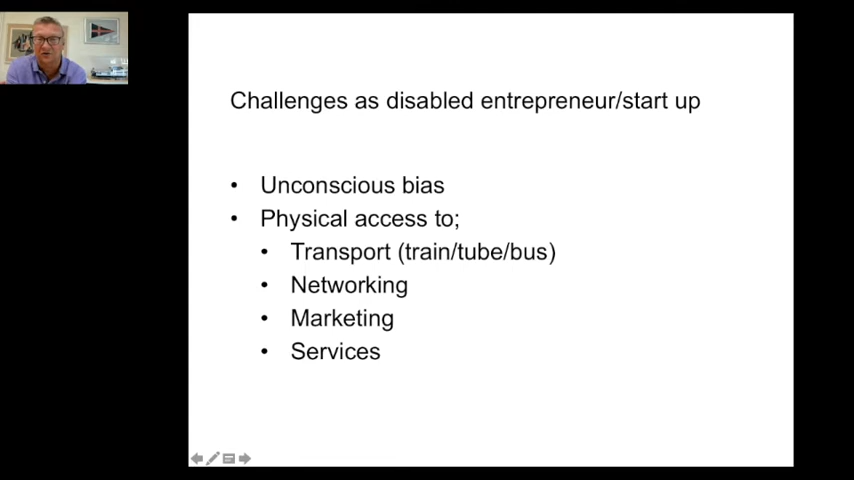 Challenges as disabled entrepreneur/start up
• Unconscious bias
• Physical access to;
• Transport (train/tube/bus)
• Networking
• Marketing
• Services